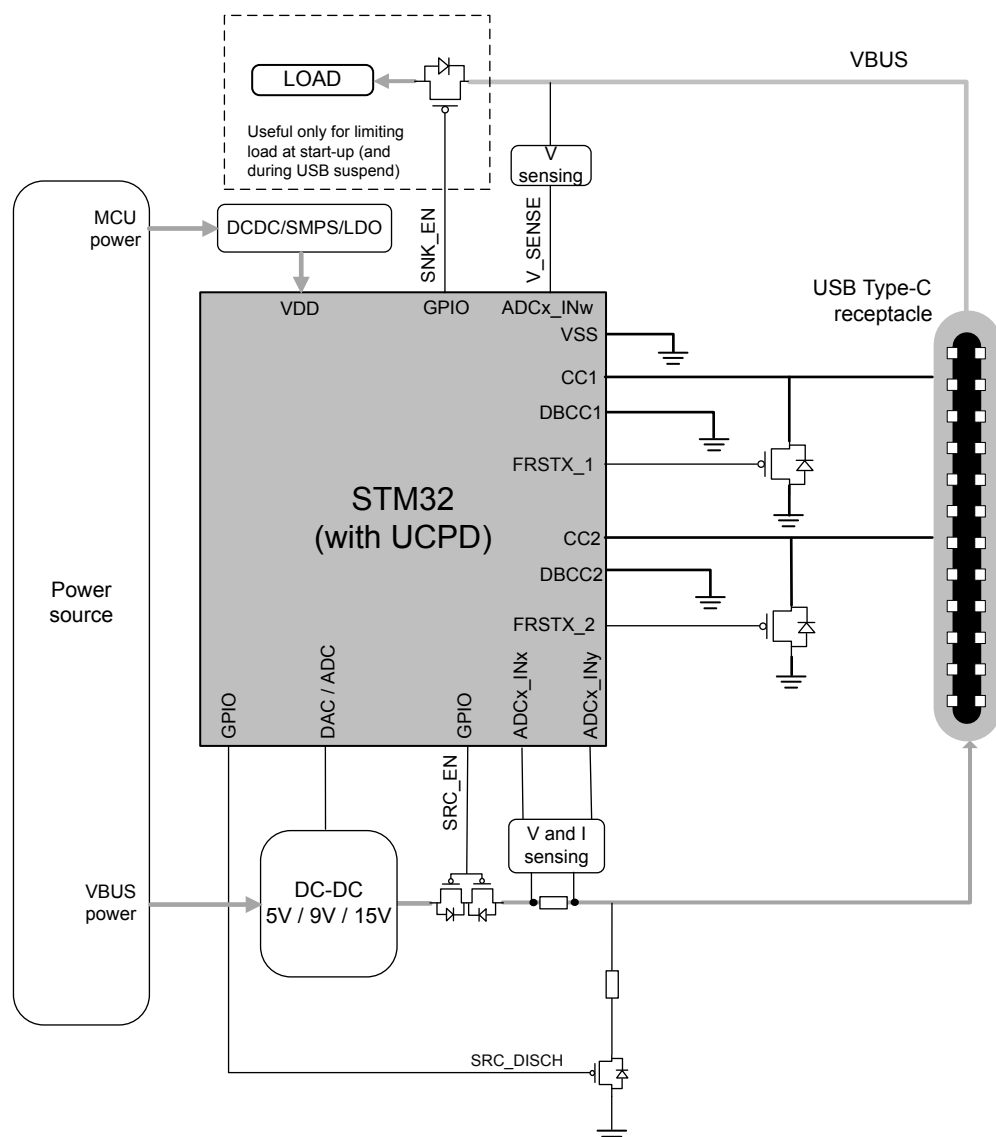 VBUS
LOAD
Useful only for limiting
load at start-up (and
during USB suspend)
V
sensing
MCU
power
DCDC/SMPS/LDO
SNK_EN
V_SENSE
USB Type-C
receptacle
VDD
GPIO
ADCx_INw
VSS
CC1
DBCC1
FRSTX_1
STM32
(with UCPD)
CC2
DBCC2
FRSTX_2
Power
source
GPIO
DAC / ADC
GPIO
ADCx_INx
ADCx_INy
SRC_EN
V and I
sensing
VBUS
power
DC-DC
5V / 9V / 15V
SRC_DISCH